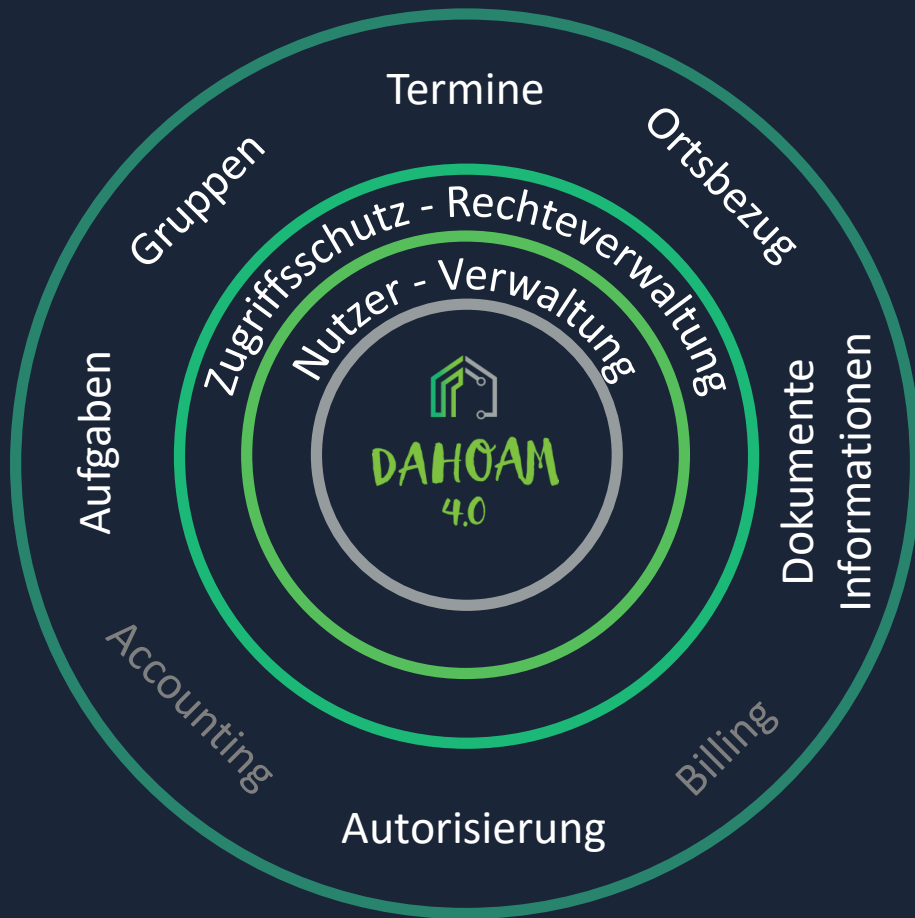 Termine
Ortsbezug
Gruppen
Zugriffsschutz - Rechteverwaltung
Nutzer - Verwaltung
DAHOAM
4.0
Aufgaben
Dokumente
Informationen
Accounting
Billing
Autorisierung